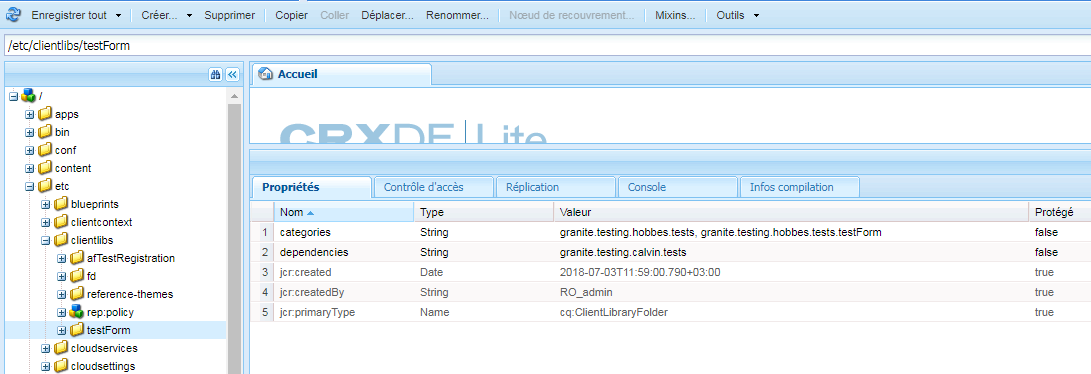 Enregistrer tout Créer... Supprimer Copier Coller Déplacer... Renommer... Nœud de recouvrement... Mixins... Outils
/etc/clientlibs/testForm
Accueil
/
apps
bin
conf
content
etc
blueprints
clientcontext
clientlibs
afTestRegistration
fd
reference-themes
rep:policy
testForm
cloudservices
cloudsettings
CRXDE Lite
Propriétés Contrôle d'accès Réplication Console Infos compilation
Nom Type Valeur Protégé
1 categories String granite.testing.hobbes.tests, granite.testing.hobbes.tests.testForm false
2 dependencies String granite.testing.calvin.tests false
3 jcr:created Date 2018-07-03T11:59:00.790+03:00 true
4 jcr:createdBy String RO_admin true
5 jcr:primaryType Name cq:ClientLibraryFolder true